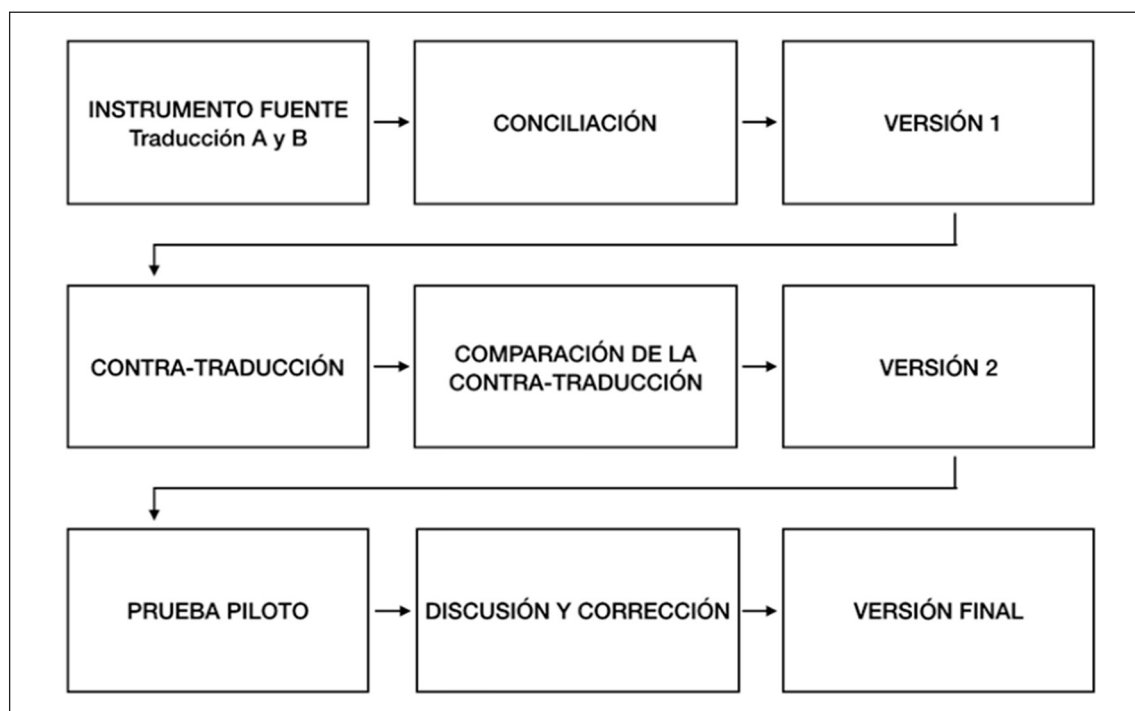 INSTRUMENTO FUENTE
Traducción A y B
CONCILIACIÓN
VERSIÓN 1
CONTRA-TRADUCCIÓN
COMPARACIÓN DE LA
CONTRA-TRADUCCIÓN
VERSIÓN 2
PRUEBA PILOTO
DISCUSIÓN Y CORRECCIÓN
VERSIÓN FINAL